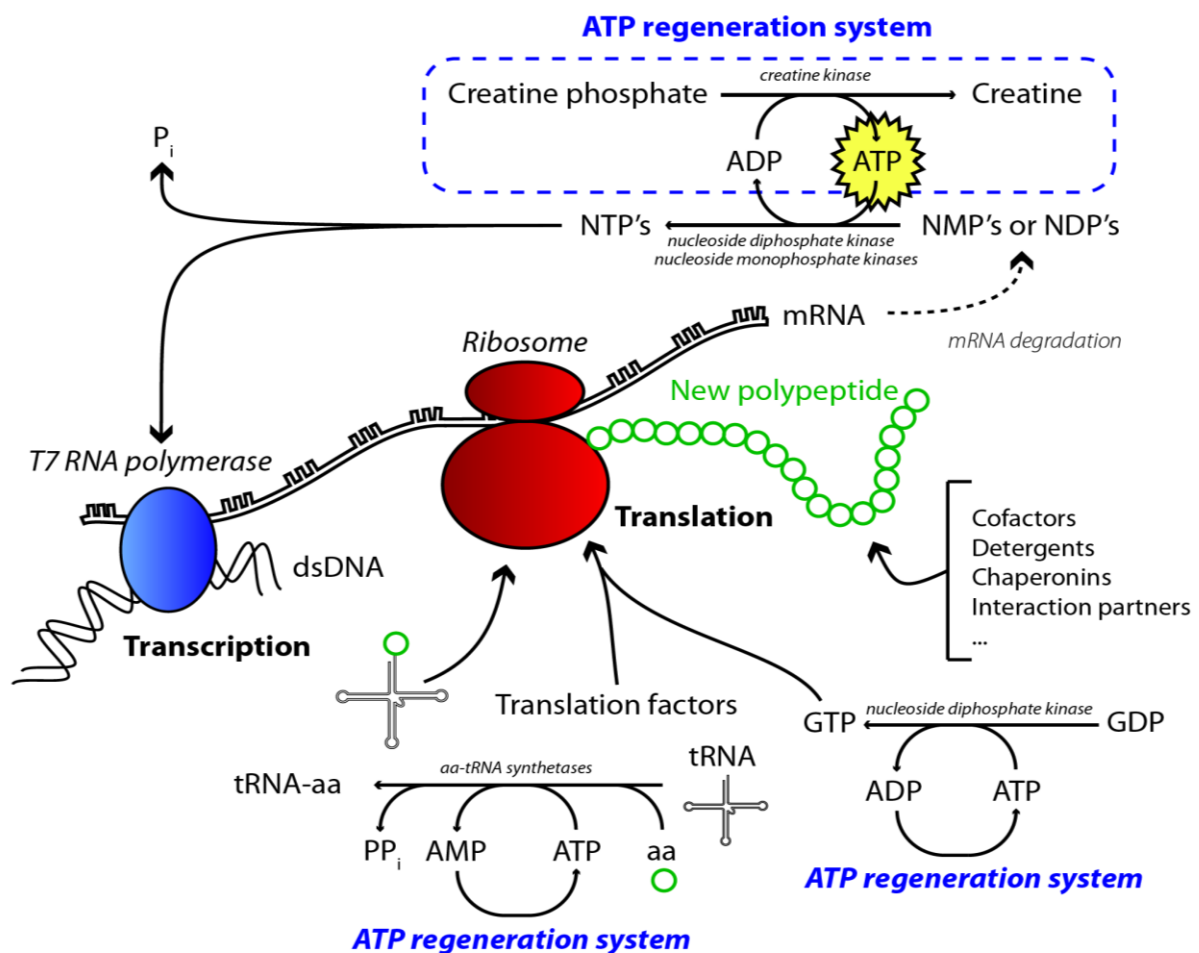 ATP regeneration system
creatine kinase
Creatine phosphate
Creatine
Pi
ADP
ATP
NTP's
NMP's or NDP's
nucleoside diphosphate kinase
nucleoside monophosphate kinases
mRNA
mRNA degradation
Ribosome
New polypeptide
T7 RNA polymerase
Translation
Cofactors
Detergents
Chaperonins
Interaction partners
...
dsDNA
Transcription
Translation factors
GTP
nucleoside diphosphate kinase
GDP
tRNA
aa-tRNA synthetases
tRNA-aa
ADP
ATP
PPi
AMP
ATP
aa
ATP regeneration system
ATP regeneration system